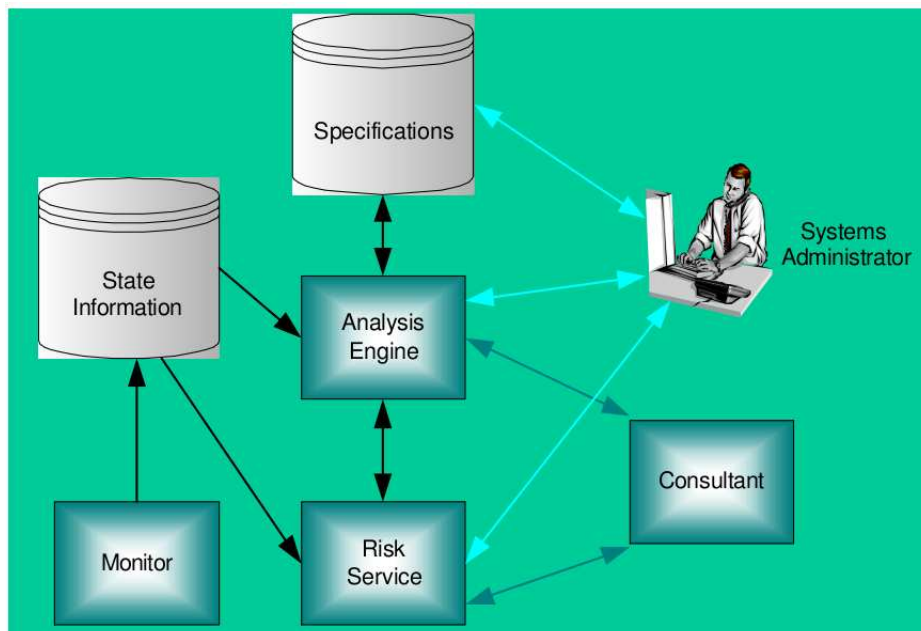 Specifications
Systems
Administrator
State
Information
Analysis
Engine
Consultant
Monitor
Risk
Service